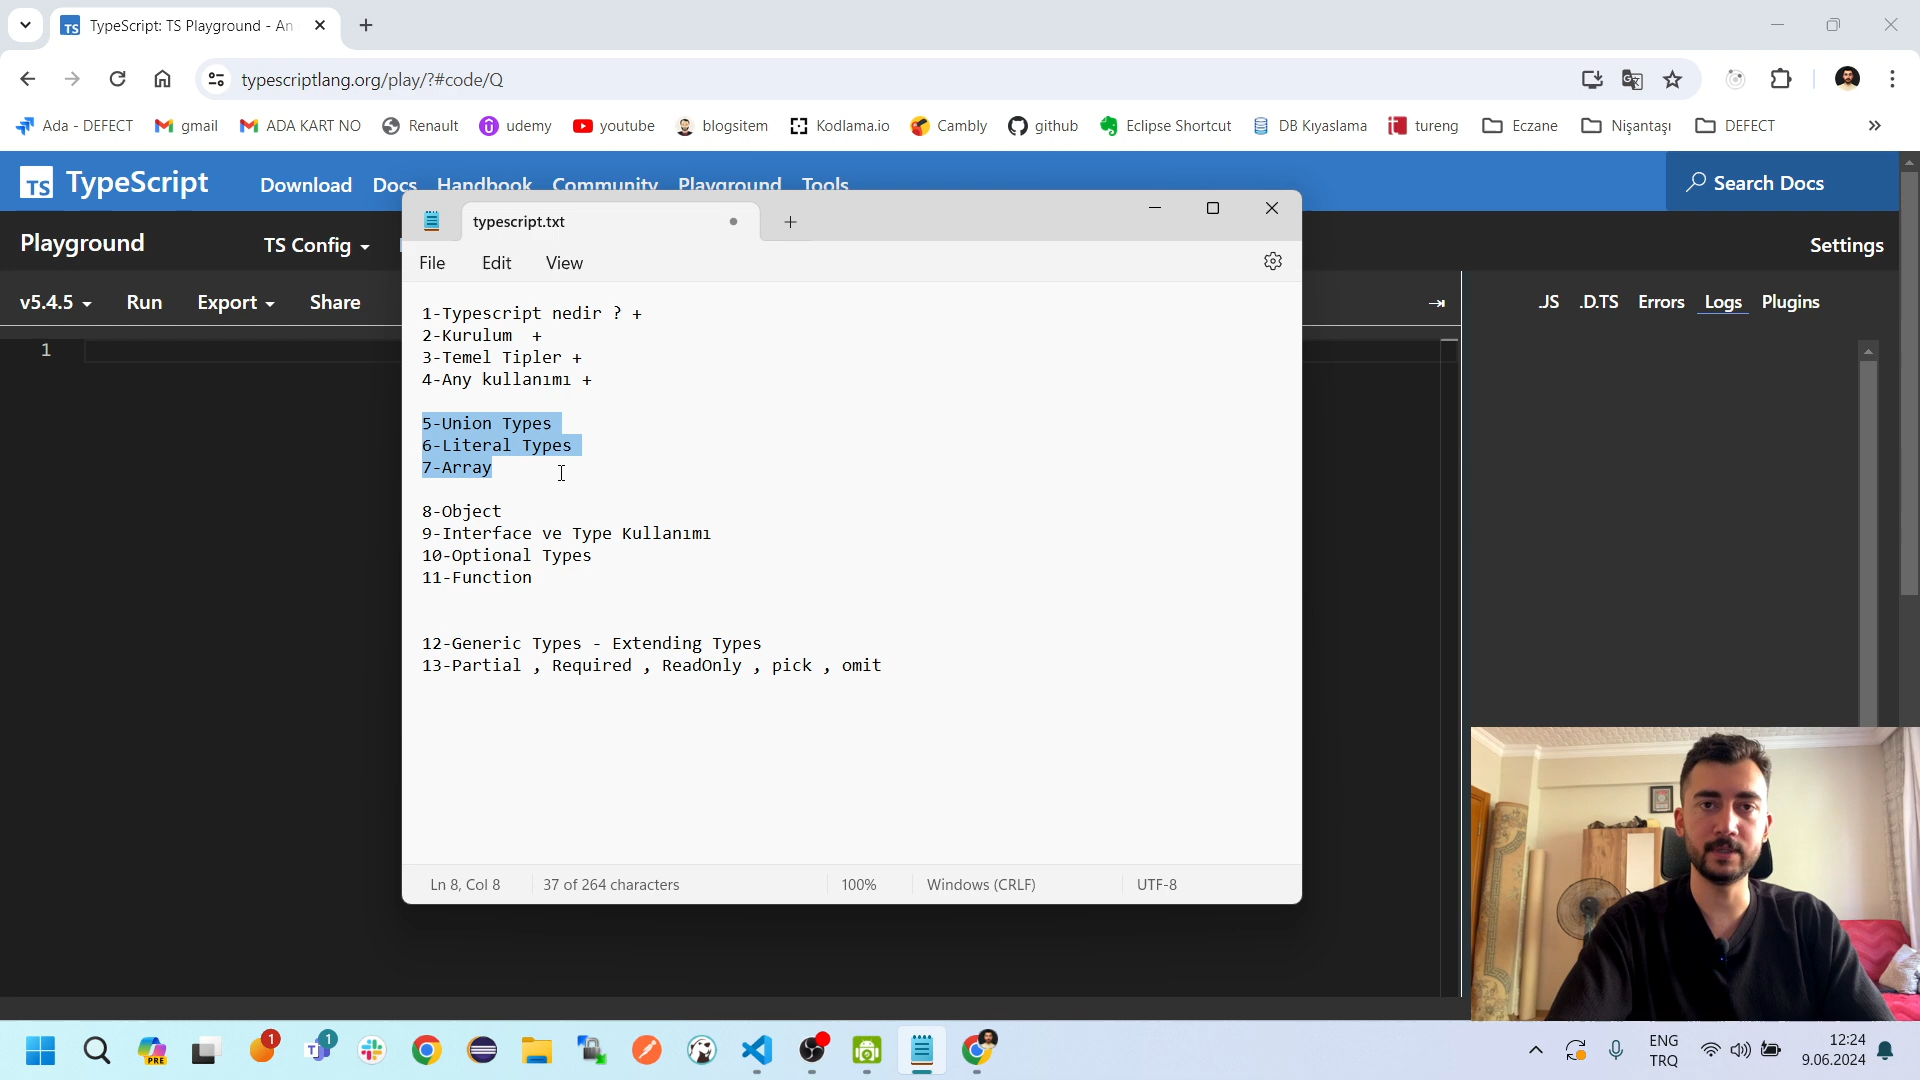 TypeScript: TS Playground - An
typescriptlang.org/play/?#code/Q
Ada - DEFECT
gmail
ADA KART NO
Renault
udemy
youtube
blogsitem
Kodlama.io
Cambly
github
Eclipse Shortcut
DB Kıyaslama
tureng
Eczane
Nişantaşı
DEFECT
TS TypeScript
Download
Docs
Handbook
Community
Playground
Tools
Search Docs
Playground
TS Config
Settings
v5.4.5
Run
Export
Share
.JS
.D.TS
Errors
Logs
Plugins
1
typescript.txt
File
Edit
View
1-Typescript nedir ? +
2-Kurulum +
3-Temel Tipler +
4-Any kullanımı +
5-Union Types
6-Literal Types
7-Array
8-Object
9-Interface ve Type Kullanımı
10-Optional Types
11-Function
12-Generic Types - Extending Types
13-Partial , Required , ReadOnly , pick , omit
Ln 8, Col 8
37 of 264 characters
100%
Windows (CRLF)
UTF-8
PRE
1
1
ENG
TRQ
12:24
9.06.2024